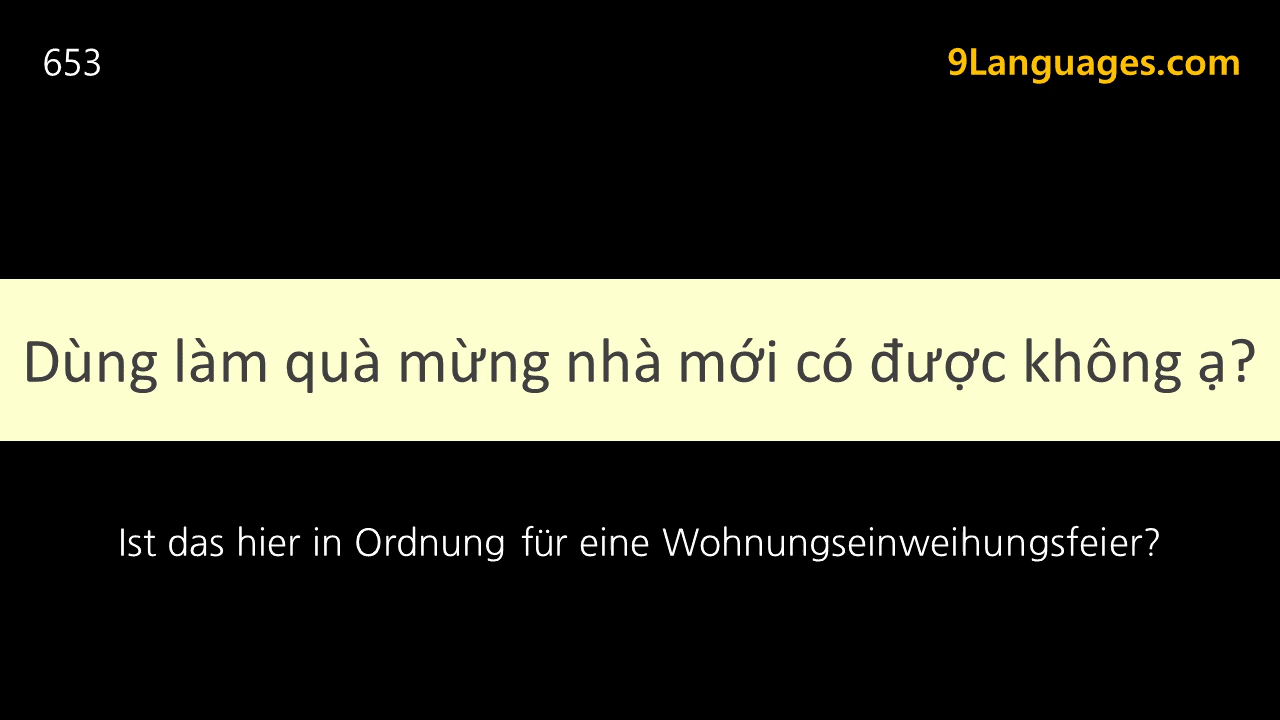 653
9Languages.com
Dùng làm quà mừng nhà mới có được không ạ?
Ist das hier in Ordnung für eine Wohnungseinweihungsfeier?